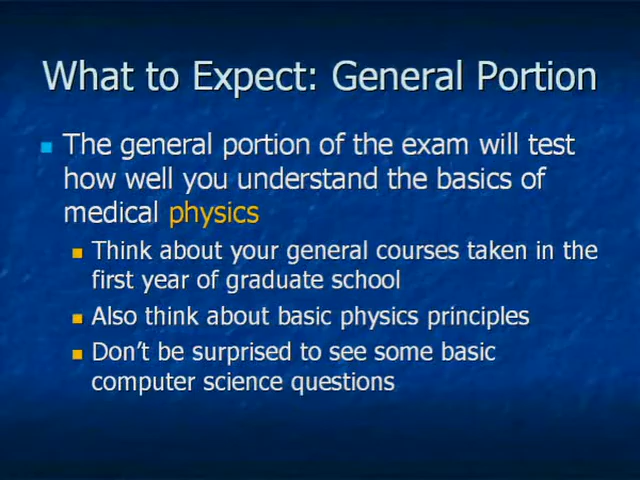 What to Expect: General Portion
The general portion of the exam will test
how well you understand the basics of
medical physics
Think about your general courses taken in the
first year of graduate school
Also think about basic physics principles
Don't be surprised to see some basic
computer science questions